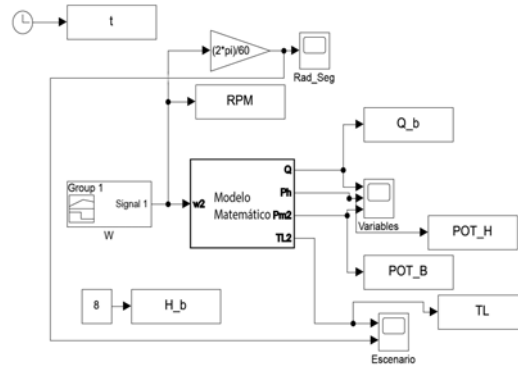 t
(2*pi)/60
Rad_Seg
RPM
Q_b
Group 1
Signal 1
W
w2
Modelo
Matemático
Q
Ph
Pm2
TL2
Variables
POT_H
POT_B
8
H_b
TL
Escenario